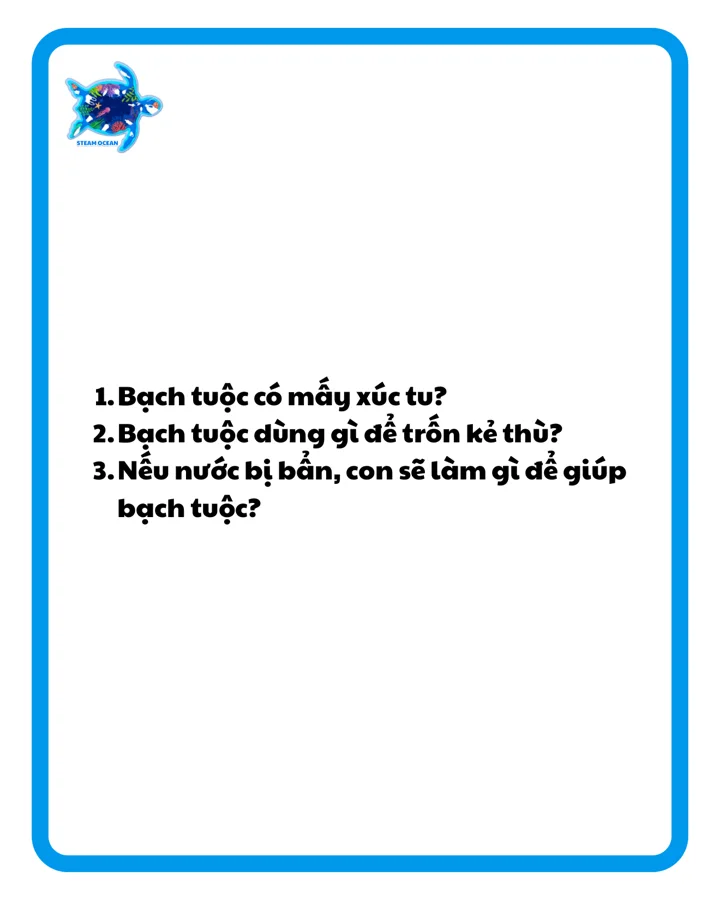 STEAM OCEAN
1. Bạch tuộc có mấy xúc tu?
2. Bạch tuộc dùng gì để trốn kẻ thù?
3. Nếu nước bị bẩn, con sẽ làm gì để giúp
bạch tuộc?